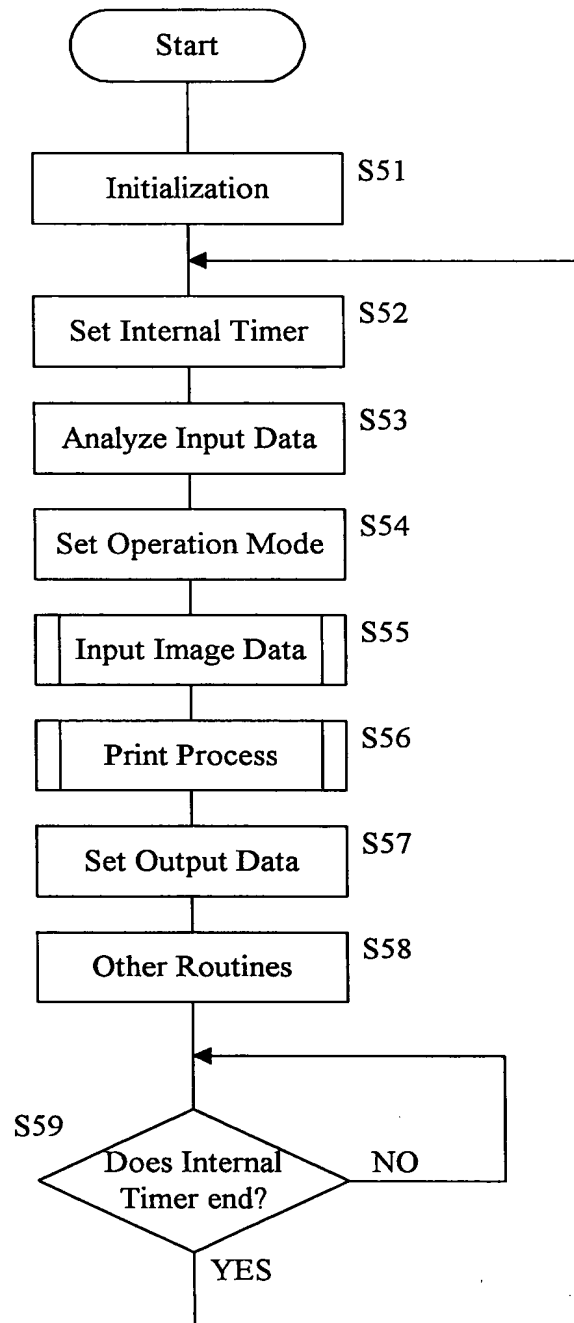 Start
S51
Initialization
S52
Set Internal Timer
S53
Analyze Input Data
S54
Set Operation Mode
S55
Input Image Data
S56
Print Process
S57
Set Output Data
S58
Other Routines
S59
Does Internal
Timer end?
NO
YES